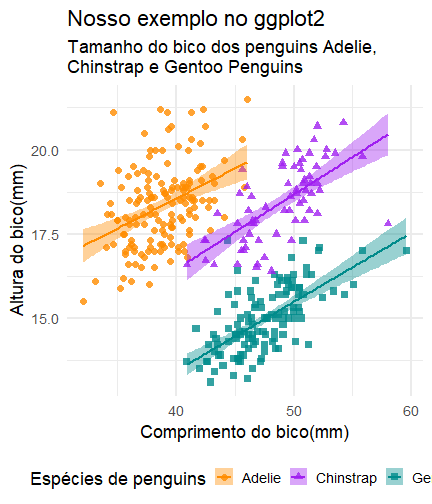 Nosso exemplo no ggplot2
Tamanho do bico dos penguins Adelie,
Chinstrap e Gentoo Penguins
Altura do bico(mm)
20.0
17.5
15.0
40
50
60
Comprimento do bico(mm)
Espécies de penguins
Adelie
Chinstrap
Ge